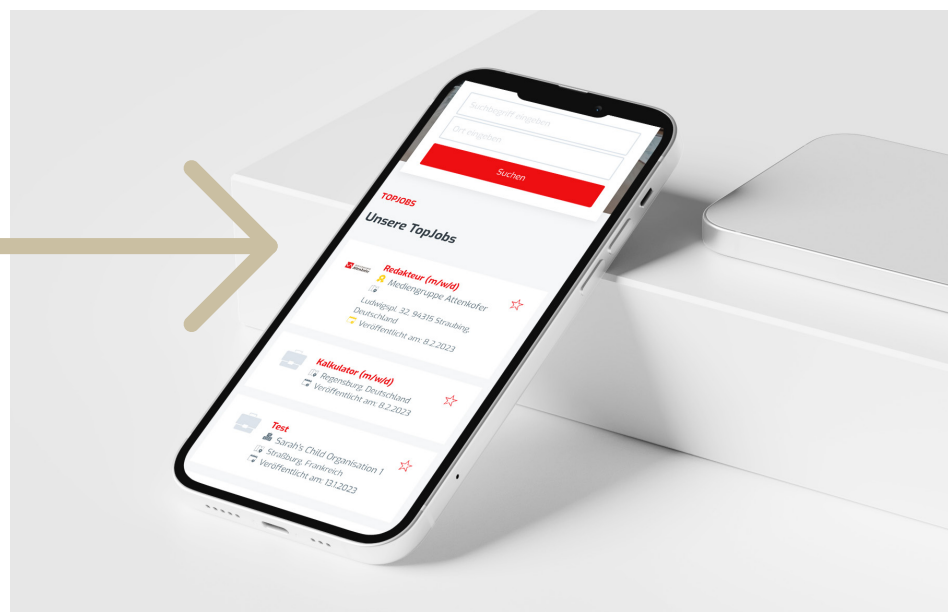 Suchbegriff eingeben
Ort eingeben
Suchen
TOPJOBS
Unsere TopJobs
Redakteur (m/w/d)
Mediengruppe Attenkofer
Ludwigspl. 32, 94315 Straubing,
Deutschland
Veröffentlicht am: 8.2.2023
Kalkulator (m/w/d)
Regensburg, Deutschland
Veröffentlicht am: 8.2.2023
Test
Sarah's Child Organisation 1
Straßburg, Frankreich
Veröffentlicht am: 13.1.2023